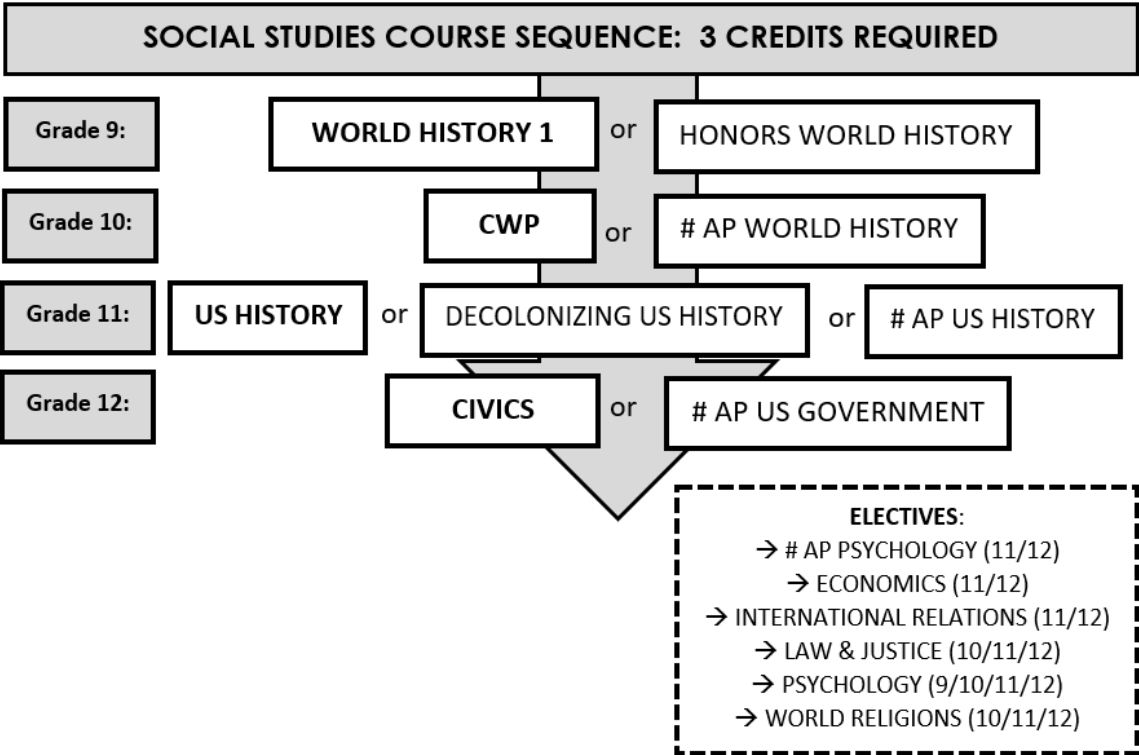 SOCIAL STUDIES COURSE SEQUENCE: 3 CREDITS REQUIRED
Grade 9: WORLD HISTORY 1 or HONORS WORLD HISTORY
Grade 10: CWP or # AP WORLD HISTORY
Grade 11: US HISTORY or DECOLONIZING US HISTORY or # AP US HISTORY
Grade 12: CIVICS or # AP US GOVERNMENT
ELECTIVES:
→ # AP PSYCHOLOGY (11/12)
→ ECONOMICS (11/12)
→ INTERNATIONAL RELATIONS (11/12)
→ LAW & JUSTICE (10/11/12)
→ PSYCHOLOGY (9/10/11/12)
→ WORLD RELIGIONS (10/11/12)